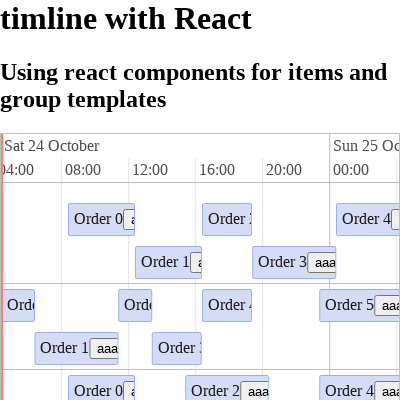 timline with React
Using react components for items and
group templates
Sat 24 October
Sun 25 Oc
04:00 08:00 12:00 16:00 20:00 00:00
Order 0
Order 2
Order 4
Order 1
Order 3 aaa
Orde Orde Order 4 Order 5 aaa
Order 1 aaa
Order
Order 0 Order 2 aaa Order 4 aaa